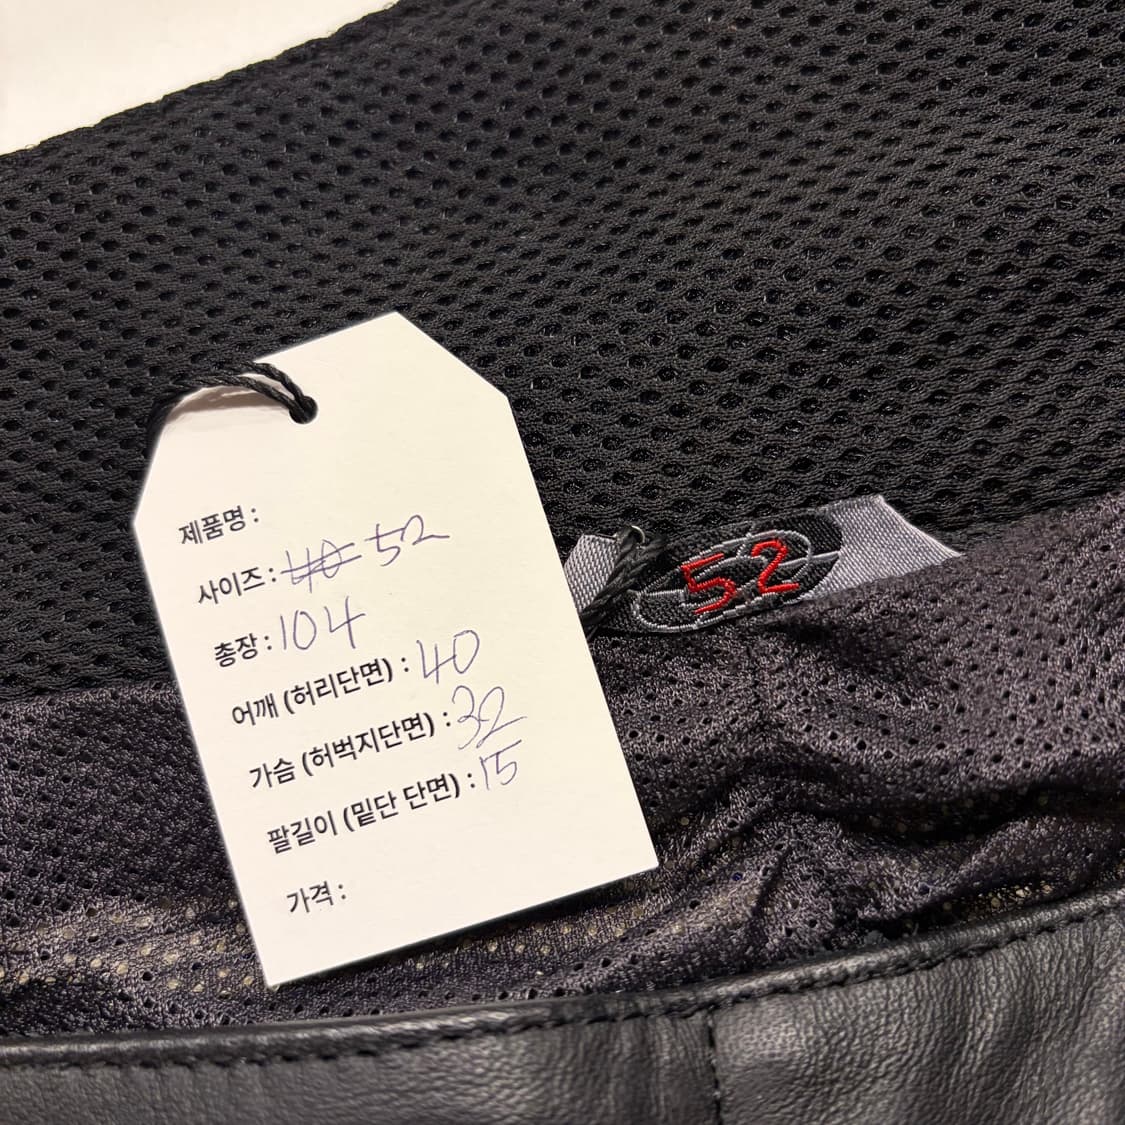 제품명 :
사이즈 : 40 52
총장 : 104
어깨 (허리단면) : 40
가슴 (허벅지단면) : 32
팔길이 (밑단 단면) : 15
가격 :
52